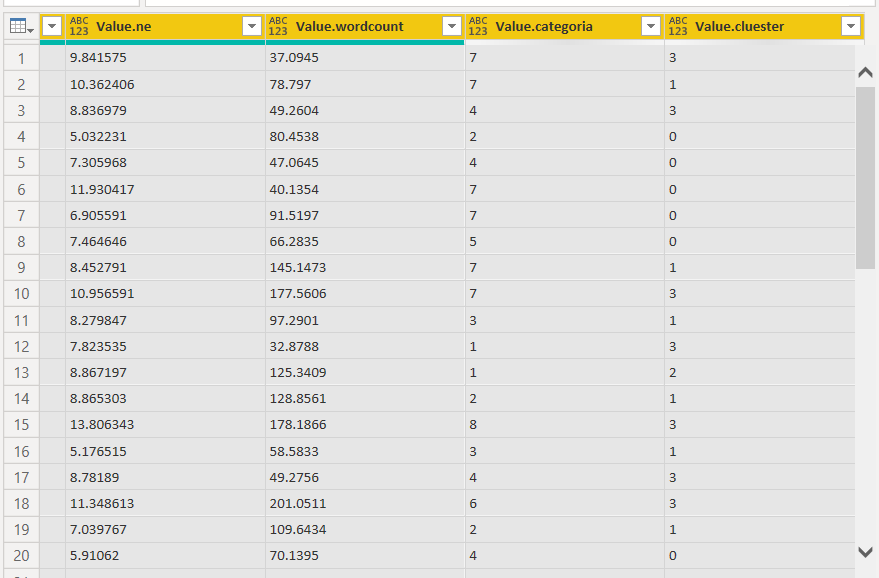 ABC 123 Value.ne ABC 123 Value.wordcount ABC 123 Value.categoria ABC 123 Value.cluester
1 9.841575 37.0945 7 3
2 10.362406 78.797 7 1
3 8.836979 49.2604 4 3
4 5.032231 80.4538 2 0
5 7.305968 47.0645 4 0
6 11.930417 40.1354 7 0
7 6.905591 91.5197 7 0
8 7.464646 66.2835 5 0
9 8.452791 145.1473 7 1
10 10.956591 177.5606 7 3
11 8.279847 97.2901 3 1
12 7.823535 32.8788 1 3
13 8.867197 125.3409 1 2
14 8.865303 128.8561 2 1
15 13.806343 178.1866 8 3
16 5.176515 58.5833 3 1
17 8.78189 49.2756 4 3
18 11.348613 201.0511 6 3
19 7.039767 109.6434 2 1
20 5.91062 70.1395 4 0